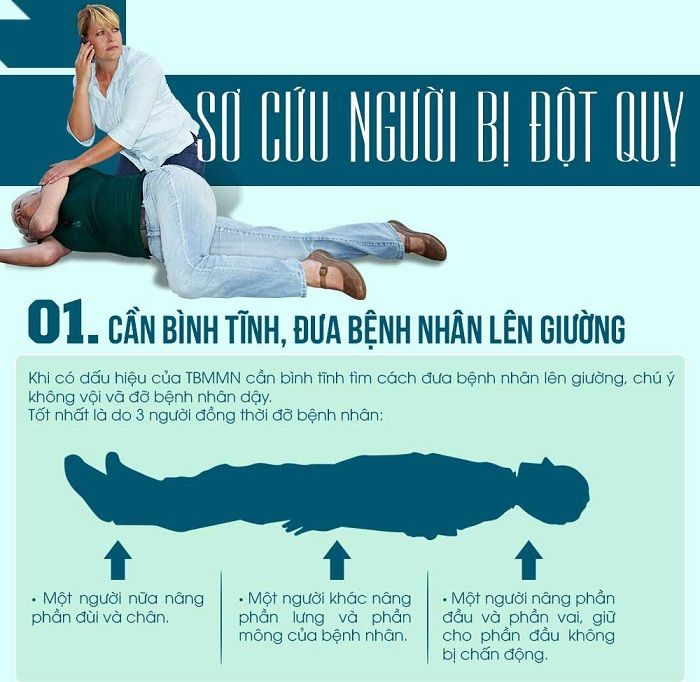 SƠ CỨU NGƯỜI BỊ ĐỘT QUỴ
01. CẦN BÌNH TĨNH, ĐƯA BỆNH NHÂN LÊN GIƯỜNG
Khi có dấu hiệu của TBMMN cần bình tĩnh tìm cách đưa bệnh nhân lên giường, chú ý
không vội vã đỡ bệnh nhân dậy.
Tốt nhất là do 3 người đồng thời đỡ bệnh nhân:
• Một người nữa nâng
phần đùi và chân.
• Một người khác nâng
phần lưng và phần
mông của bệnh nhân.
• Một người nâng phần
đầu và phần vai, giữ
cho phần đầu không
bị chấn động.